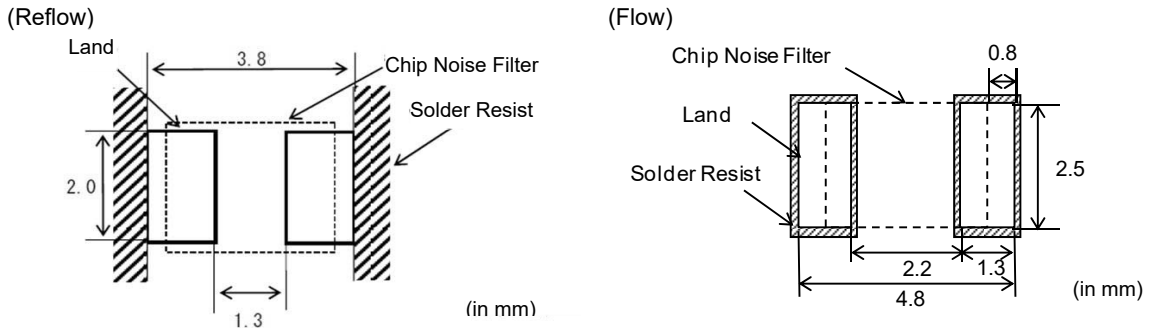 (Reflow)
Land
3.8
Chip Noise Filter
Solder Resist
2.0
1.3
(in mm)
(Flow)
0.8
Chip Noise Filter
Land
Solder Resist
2.5
2.2
1.3
4.8
(in mm)